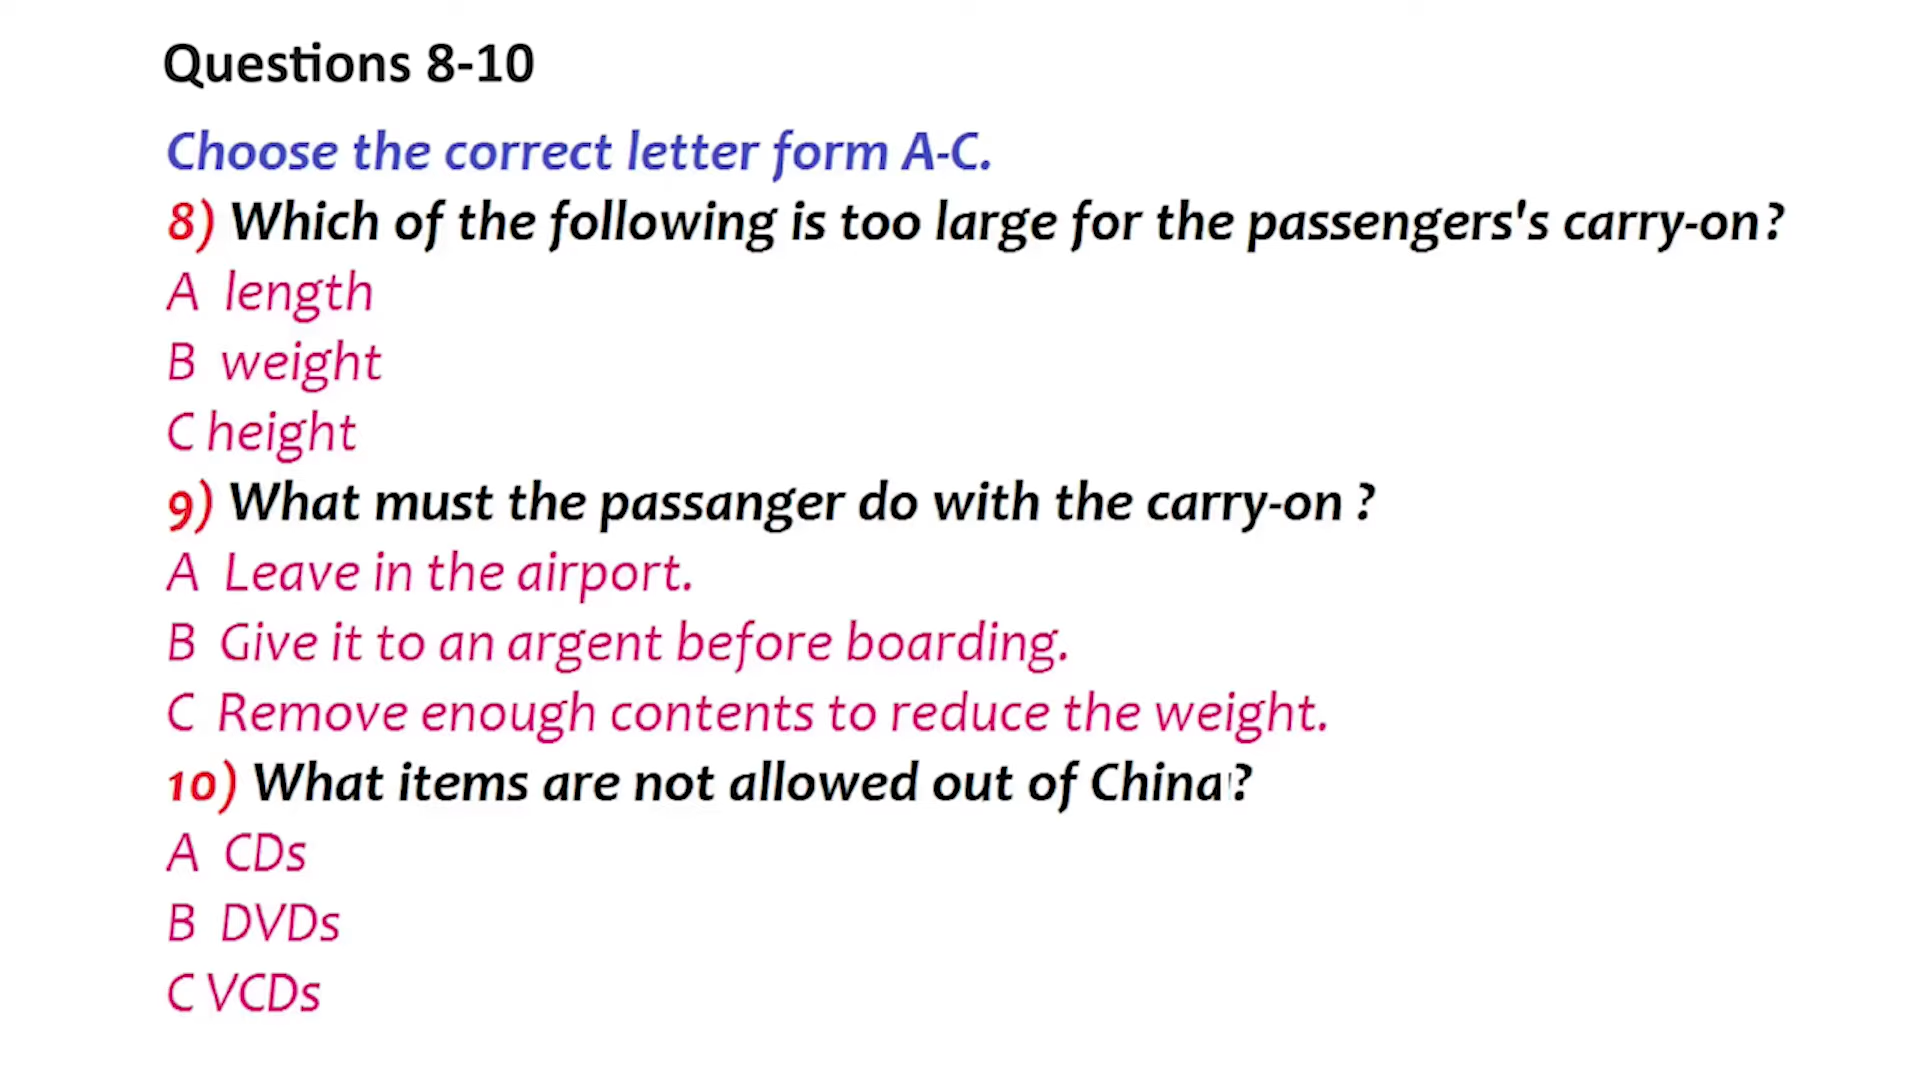 Questions 8-10
Choose the correct letter form A-C.
8) Which of the following is too large for the passengers's carry-on?
A length
B weight
C height
9) What must the passanger do with the carry-on ?
A Leave in the airport.
B Give it to an argent before boarding.
C Remove enough contents to reduce the weight.
10) What items are not allowed out of China?
A CDs
B DVDs
C VCDs